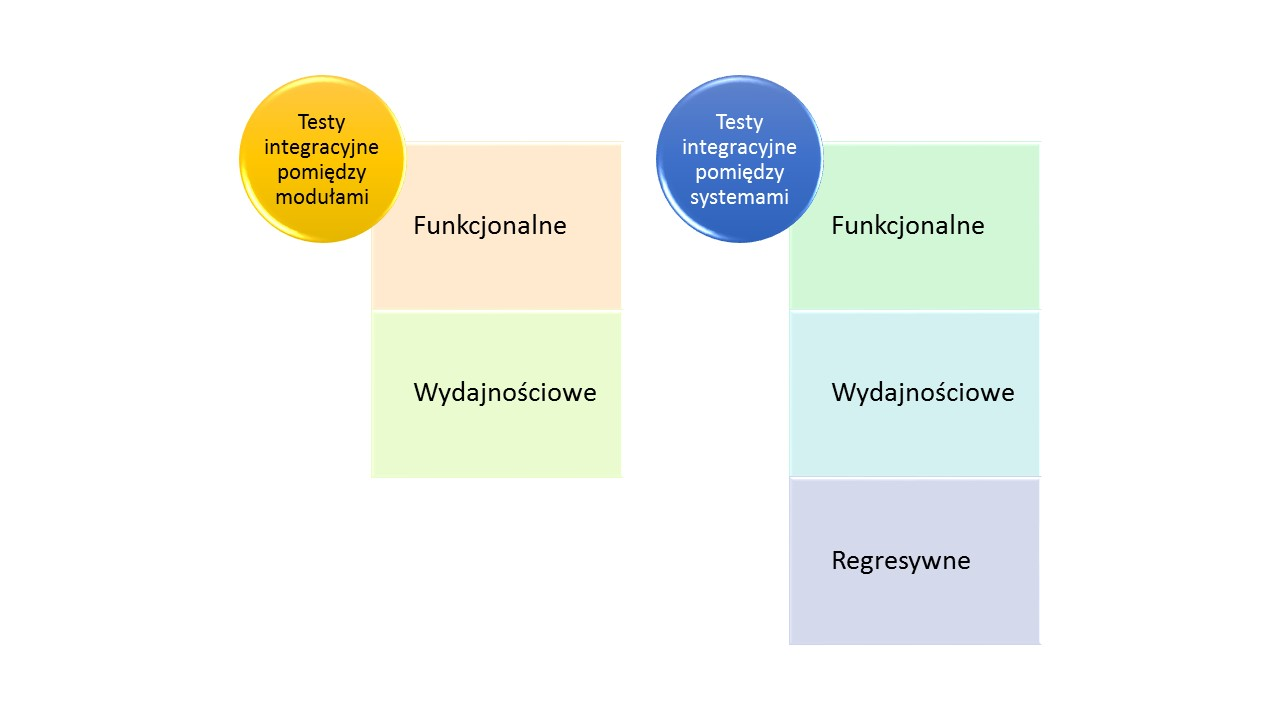 Testy
integracyjne
pomiędzy
modułami
Funkcjonalne
Wydajnościowe
Testy
integracyjne
pomiędzy
systemami
Funkcjonalne
Wydajnościowe
Regresywne